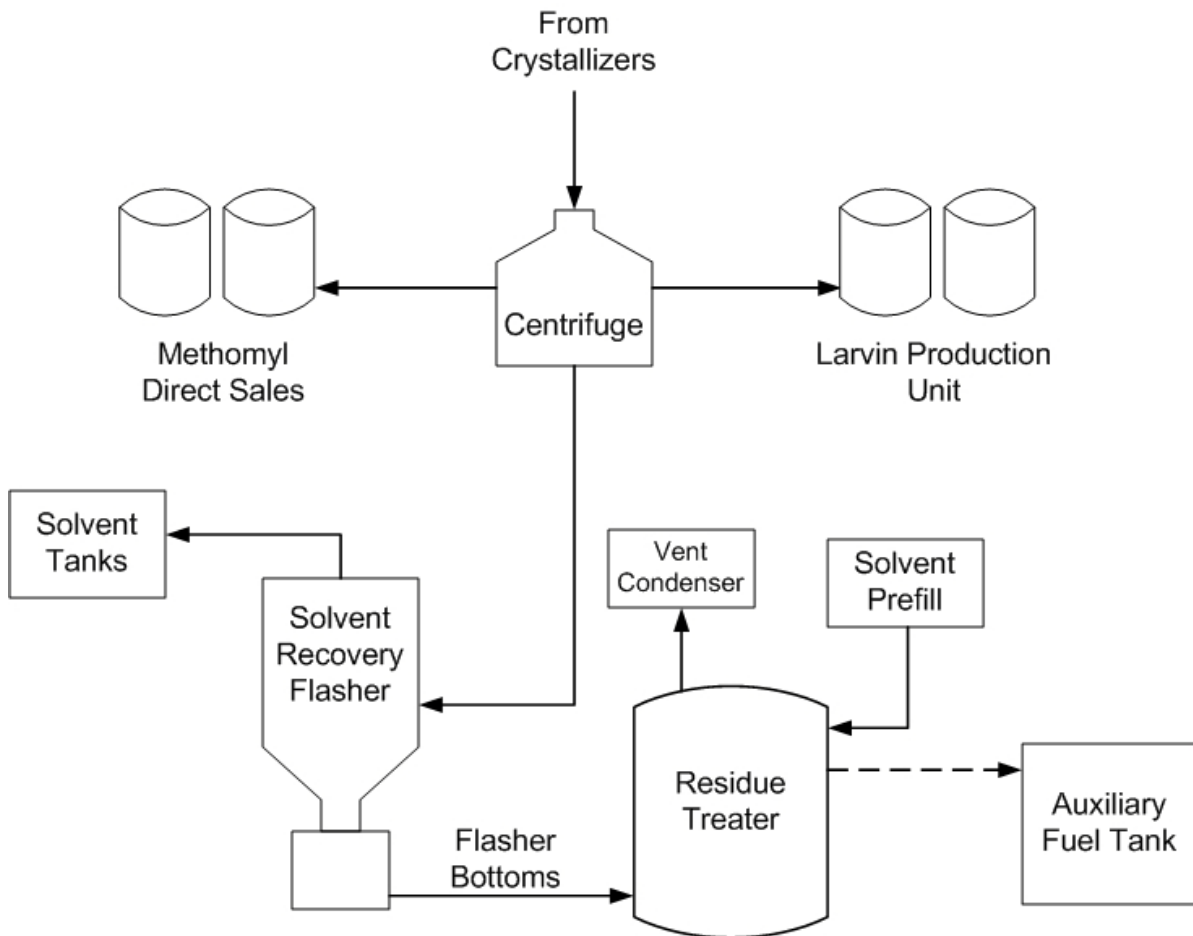 From
Crystallizers
Centrifuge
Methomyl
Direct Sales
Larvin Production
Unit
Solvent
Tanks
Solvent
Recovery
Flasher
Vent
Condenser
Solvent
Prefill
Residue
Treater
Auxiliary
Fuel Tank
Flasher
Bottoms